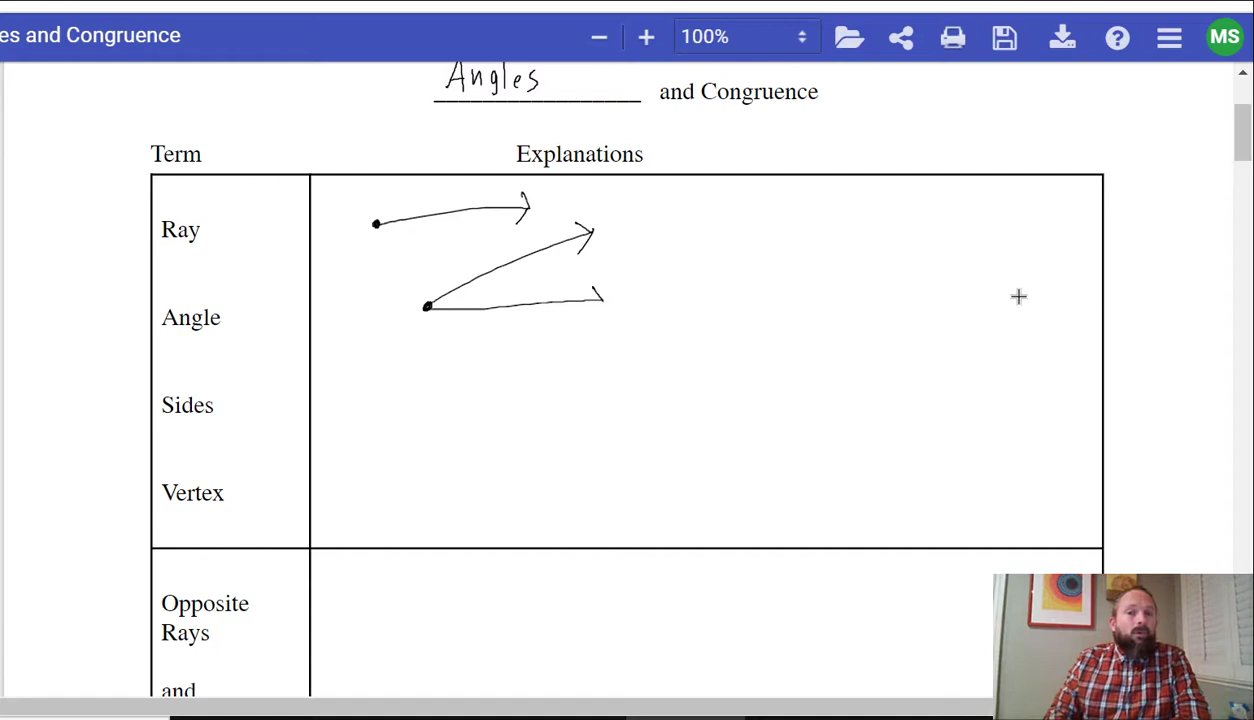 es and Congruence
100%
MS
Angles and Congruence
Term Explanations
Ray
Angle
Sides
Vertex
Opposite
Rays
and